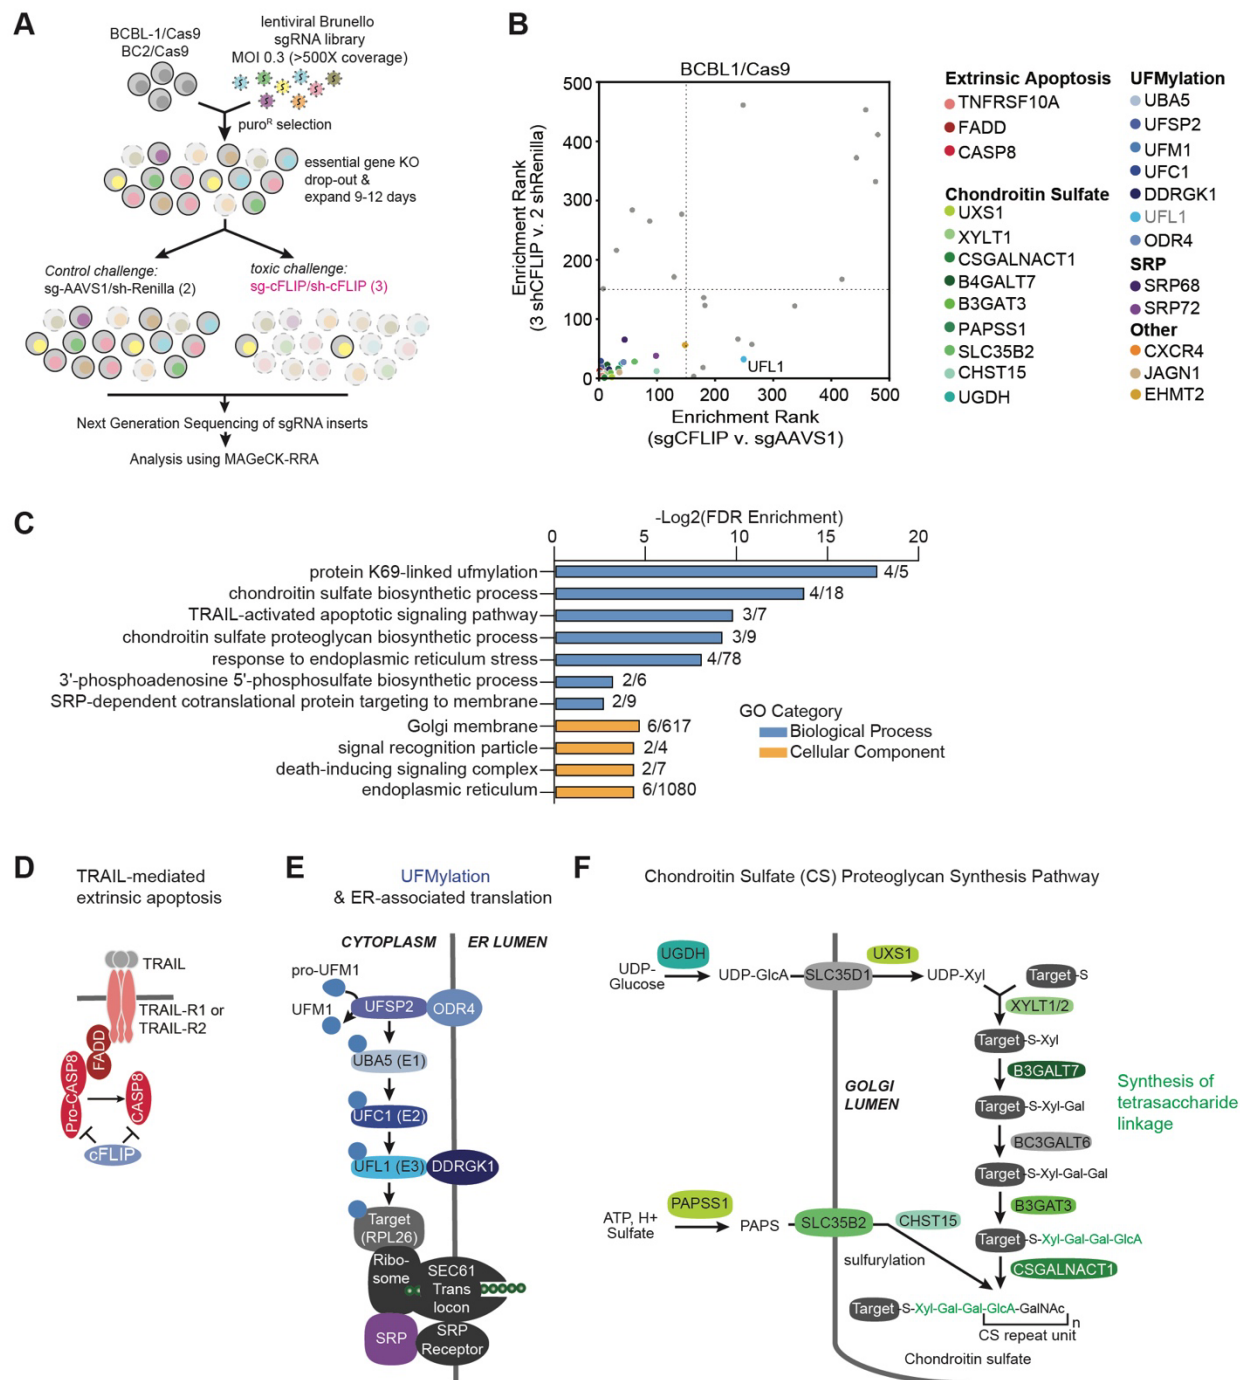 A
BCBL-1/Cas9
BC2/Cas9
lentiviral Brunello
sgRNA library
MOI 0.3 (>500X coverage)
puroR selection
essential gene KO
drop-out &
expand 9-12 days
Control challenge:
sg-AAVS1/sh-Renilla (2)
toxic challenge:
sg-cFLIP/sh-cFLIP (3)
Next Generation Sequencing of sgRNA inserts
Analysis using MAGeCK-RRA
B
BCBL1/Cas9
Enrichment Rank
(3 shCFLIP v. 2 shRenilla)
500
400
300
200
100
0
UFL1
0 100 200 300 400 500
Enrichment Rank
(sgCFLIP v. sgAAVS1)
Extrinsic Apoptosis
TNFRSF10A
FADD
CASP8
Chondroitin Sulfate
UXS1
XYLT1
CSGALNACT1
B4GALT7
B3GAT3
PAPSS1
SLC35B2
CHST15
UGDH
UFMylation
UBA5
UFSP2
UFM1
UFC1
DDRGK1
UFL1
ODR4
SRP
SRP68
SRP72
Other
CXCR4
JAGN1
EHMT2
C
-Log2(FDR Enrichment)
0 5 10 15 20
protein K69-linked ufmylation 4/5
chondroitin sulfate biosynthetic process 4/18
TRAIL-activated apoptotic signaling pathway 3/7
chondroitin sulfate proteoglycan biosynthetic process 3/9
response to endoplasmic reticulum stress 4/78
3'-phosphoadenosine 5'-phosphosulfate biosynthetic process 2/6
SRP-dependent cotranslational protein targeting to membrane 2/9
Golgi membrane 6/617
signal recognition particle 2/4
death-inducing signaling complex 2/7
endoplasmic reticulum 6/1080
GO Category
Biological Process
Cellular Component
D
TRAIL-mediated
extrinsic apoptosis
TRAIL
TRAIL-R1 or
TRAIL-R2
FADD
Pro-CASP8
CASP8
cFLIP
E
UFMylation
& ER-associated translation
CYTOPLASM
ER LUMEN
pro-UFM1
UFM1
UFSP2
ODR4
UBA5 (E1)
UFC1 (E2)
UFL1 (E3)
DDRGK1
Target
(RPL26)
Ribo-
some
SEC61
Trans
locon
SRP
SRP
Receptor
F
Chondroitin Sulfate (CS) Proteoglycan Synthesis Pathway
UDP-
Glucose
UGDH
UDP-GlcA
SLC35D1
UXS1
UDP-Xyl
Target-S
XYLT1/2
Target-S-Xyl
B3GALT7
Target-S-Xyl-Gal
BC3GALT6
Target-S-Xyl-Gal-Gal
B3GAT3
Target-S-Xyl-Gal-Gal-GlcA
CSGALNACT1
Synthesis of
tetrasaccharide
linkage
GOLGI
LUMEN
ATP, H+
Sulfate
PAPSS1
PAPS
SLC35B2
CHST15
sulfurylation
Target-S-Xyl-Gal-Gal-GlcA-GalNAc
n
CS repeat unit
Chondroitin sulfate